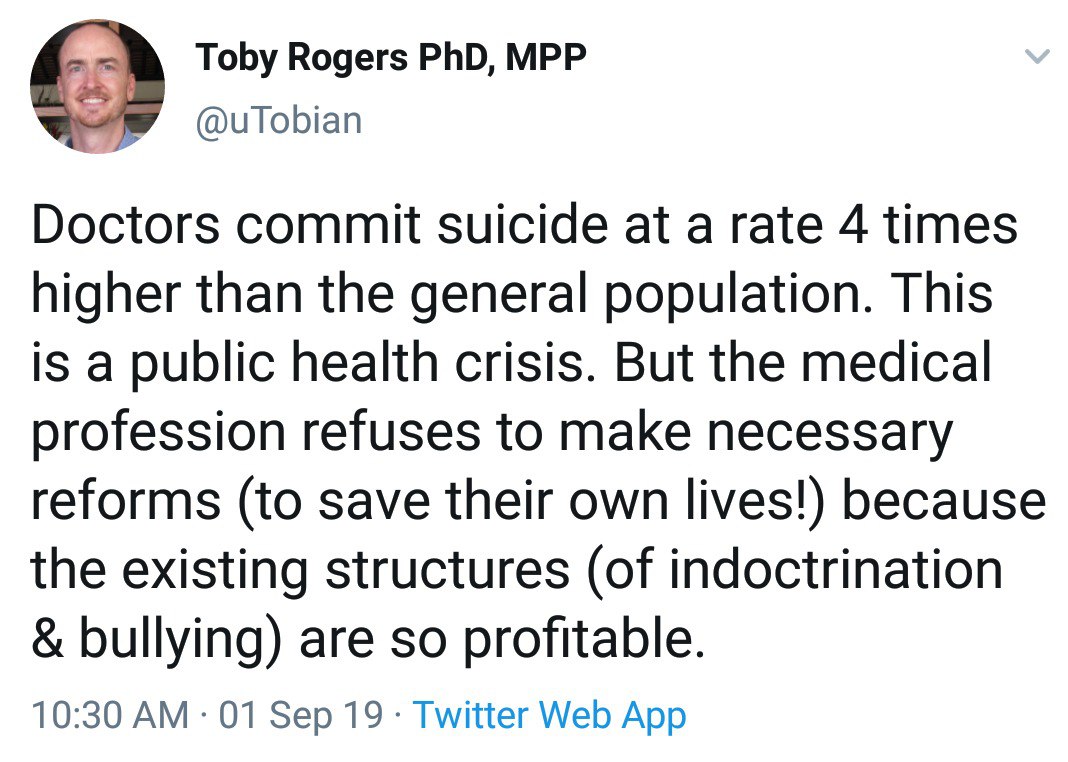 Toby Rogers PhD, MPP
@uTobian
Doctors commit suicide at a rate 4 times
higher than the general population. This
is a public health crisis. But the medical
profession refuses to make necessary
reforms (to save their own lives!) because
the existing structures (of indoctrination
& bullying) are so profitable.
10:30 AM · 01 Sep 19 · Twitter Web App